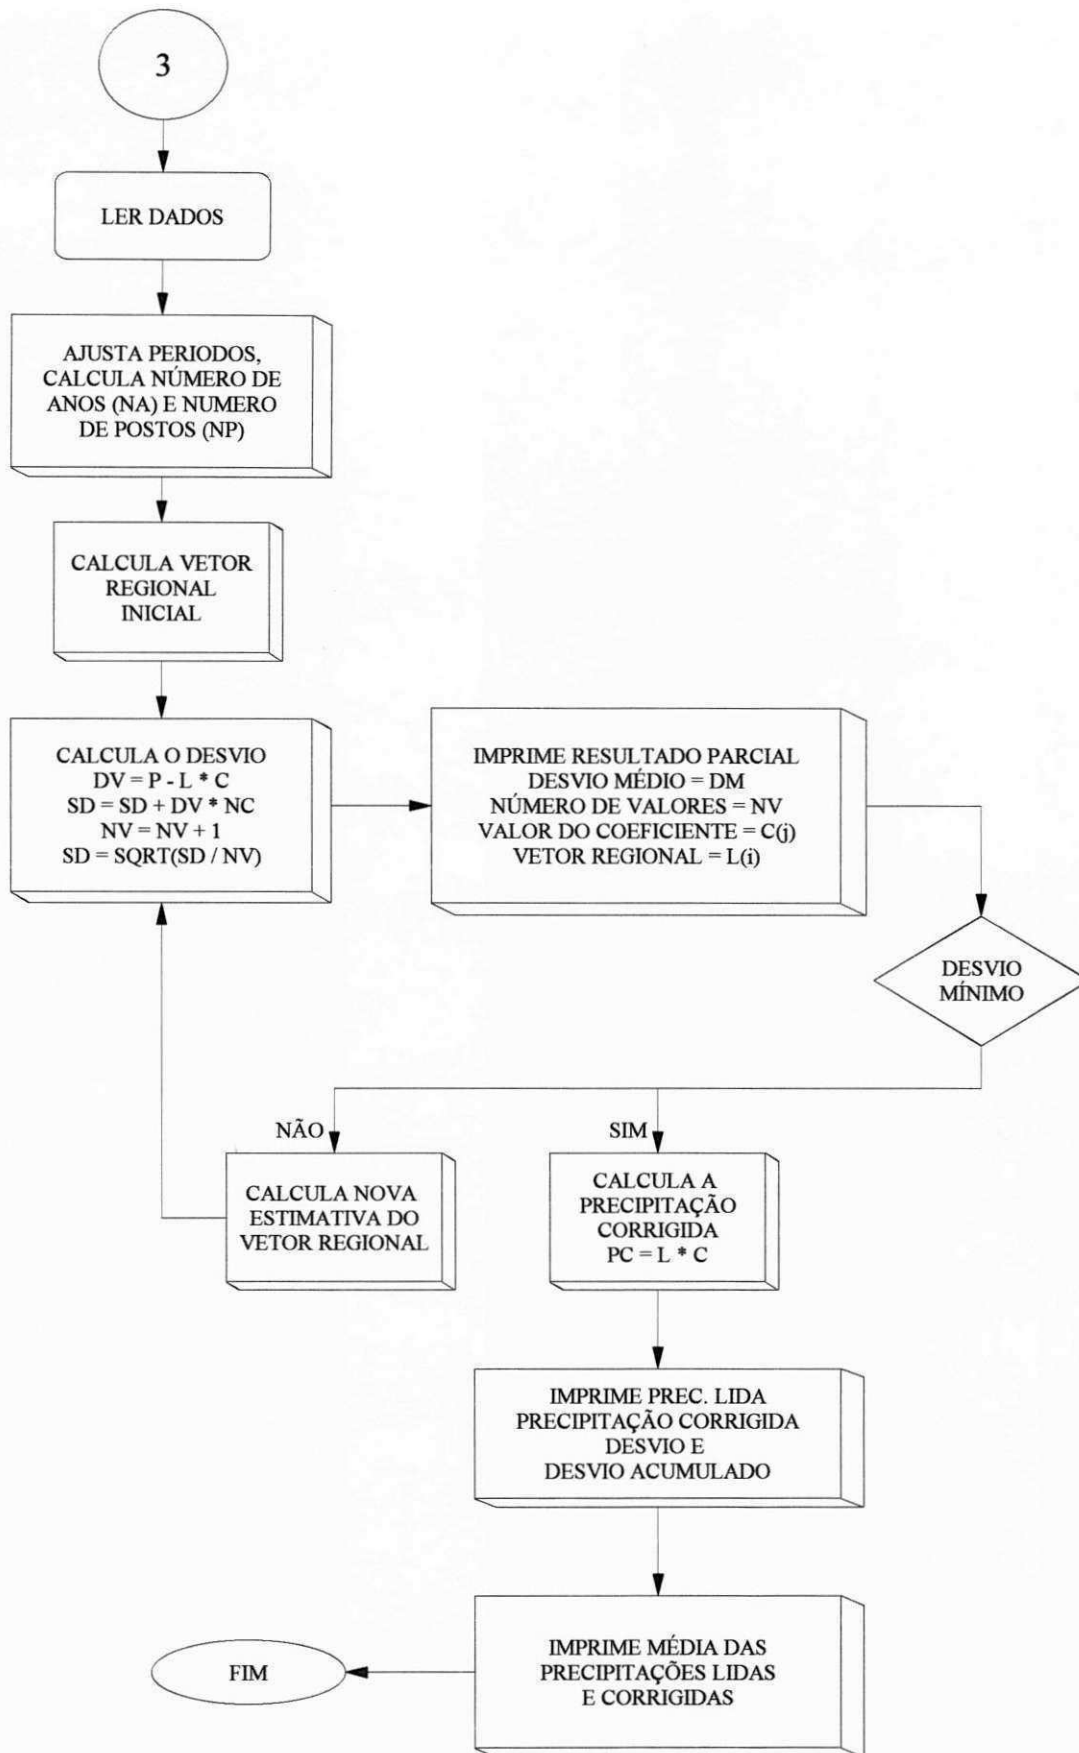 3
LER DADOS
AJUSTA PERIODOS,
CALCULA NÚMERO DE
ANOS (NA) E NUMERO
DE POSTOS (NP)
CALCULA VETOR
REGIONAL
INICIAL
CALCULA O DESVIO
DV = P - L * C
SD = SD + DV * NC
NV = NV + 1
SD = SQRT(SD / NV)
IMPRIME RESULTADO PARCIAL
DESVIO MÉDIO = DM
NÚMERO DE VALORES = NV
VALOR DO COEFICIENTE = C(j)
VETOR REGIONAL = L(i)
DESVIO
MÍNIMO
NÃO
SIM
CALCULA NOVA
ESTIMATIVA DO
VETOR REGIONAL
CALCULA A
PRECIPITAÇÃO
CORRIGIDA
PC = L * C
IMPRIME PREC. LIDA
PRECIPITAÇÃO CORRIGIDA
DESVIO E
DESVIO ACUMULADO
IMPRIME MÉDIA DAS
PRECIPITAÇÕES LIDAS
E CORRIGIDAS
FIM